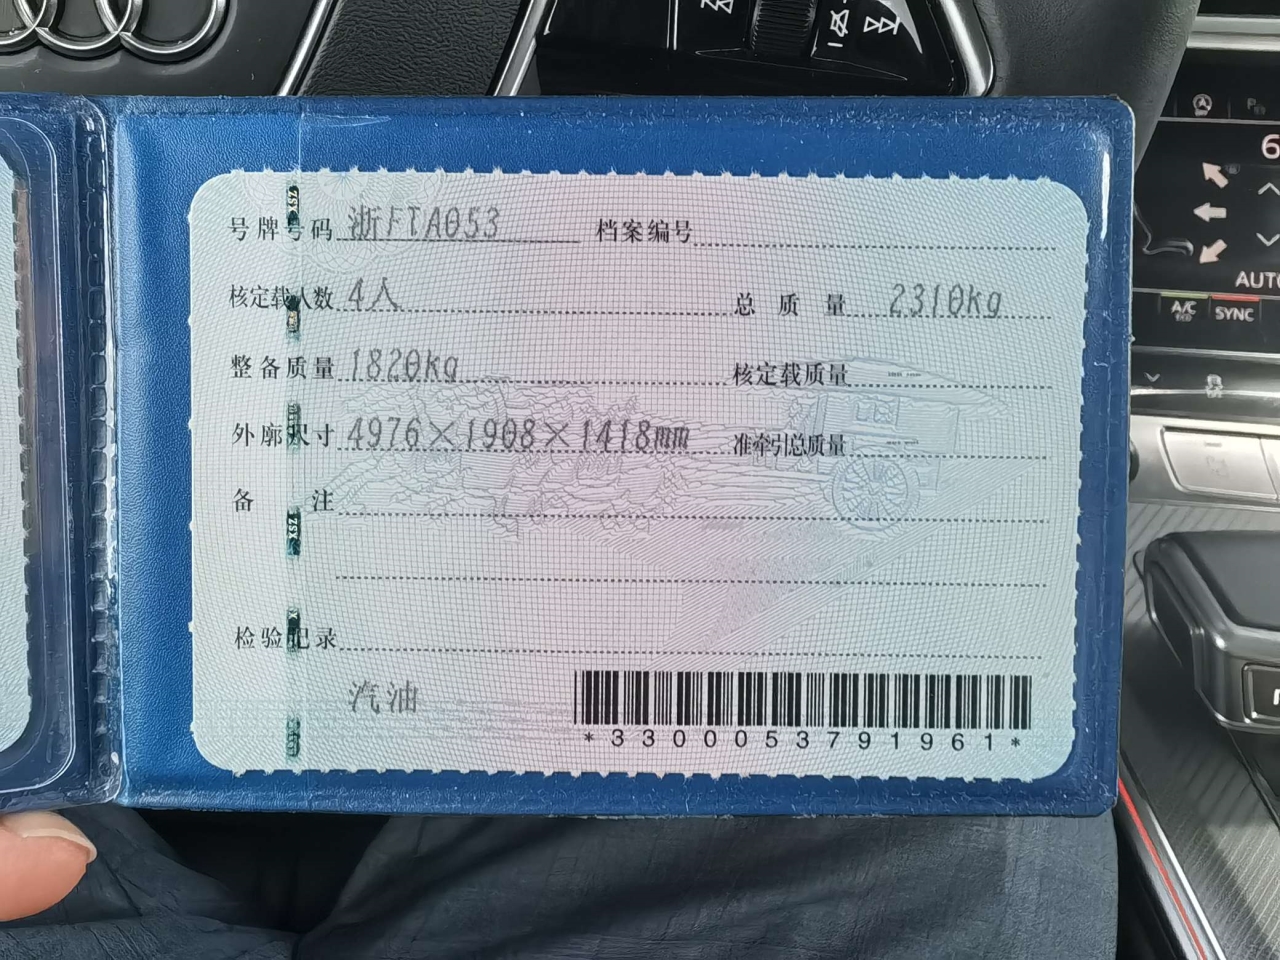 号牌号码 浙FTA053 档案编号
核定载人数 4人 总质量 2310kg
整备质量 1820kg 核定载质量 --
外廓尺寸 4976×1908×1418mm 准牵引总质量 --
备注
检验记录
汽油
*3300053791961*
ZSX
AUTO
A/C
SYNC